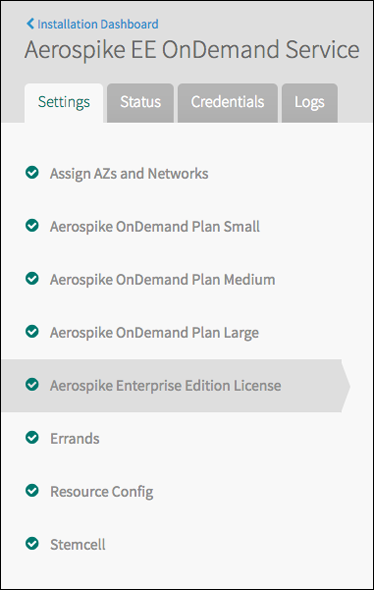 Installation Dashboard
Aerospike EE OnDemand Service
Settings Status Credentials Logs
Assign AZs and Networks
Aerospike OnDemand Plan Small
Aerospike OnDemand Plan Medium
Aerospike OnDemand Plan Large
Aerospike Enterprise Edition License
Errands
Resource Config
Stemcell